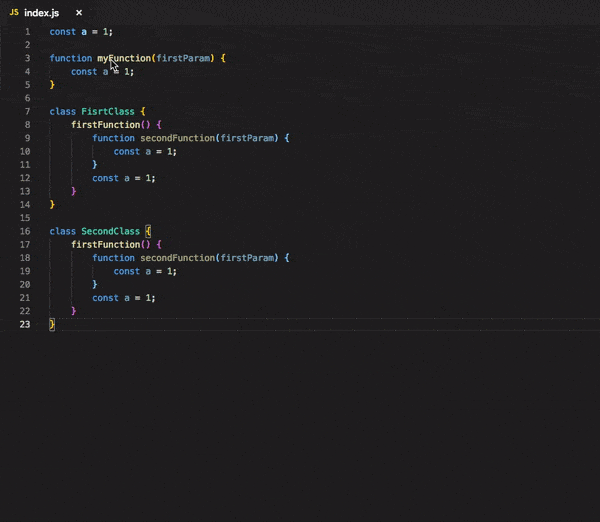 JS index.js ×
1 const a = 1;
2
3 function myFunction(firstParam) {
4     const a = 1;
5 }
6
7 class FisrtClass {
8     firstFunction() {
9         function secondFunction(firstParam) {
10             const a = 1;
11         }
12         const a = 1;
13     }
14 }
15
16 class SecondClass {
17     firstFunction() {
18         function secondFunction(firstParam) {
19             const a = 1;
20         }
21         const a = 1;
22     }
23 }